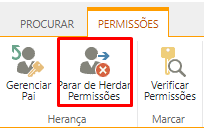 PROCURAR
PERMISSÕES
Gerenciar
Pai
Parar de Herdar
Permissões
Verificar
Permissões
Herança
Marcar